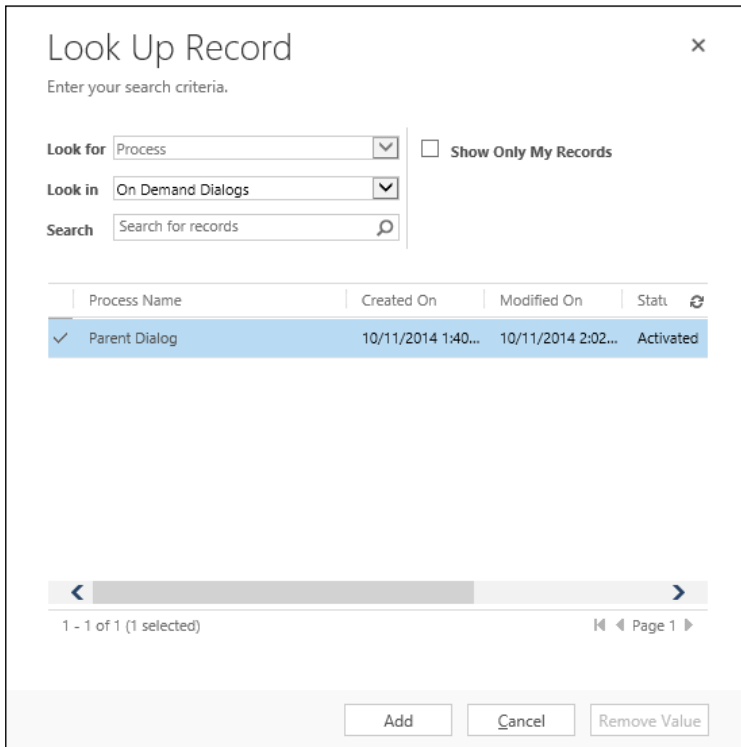 Look Up Record
Enter your search criteria.
Look for Process
Show Only My Records
Look in On Demand Dialogs
Search Search for records
Process Name Created On Modified On Statu
Parent Dialog 10/11/2014 1:40... 10/11/2014 2:02... Activated
1 - 1 of 1 (1 selected) Page 1
Add Cancel Remove Value